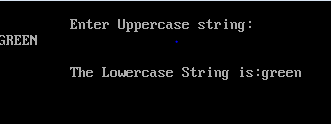 Enter Uppercase string:
GREEN
The Lowercase String is:green